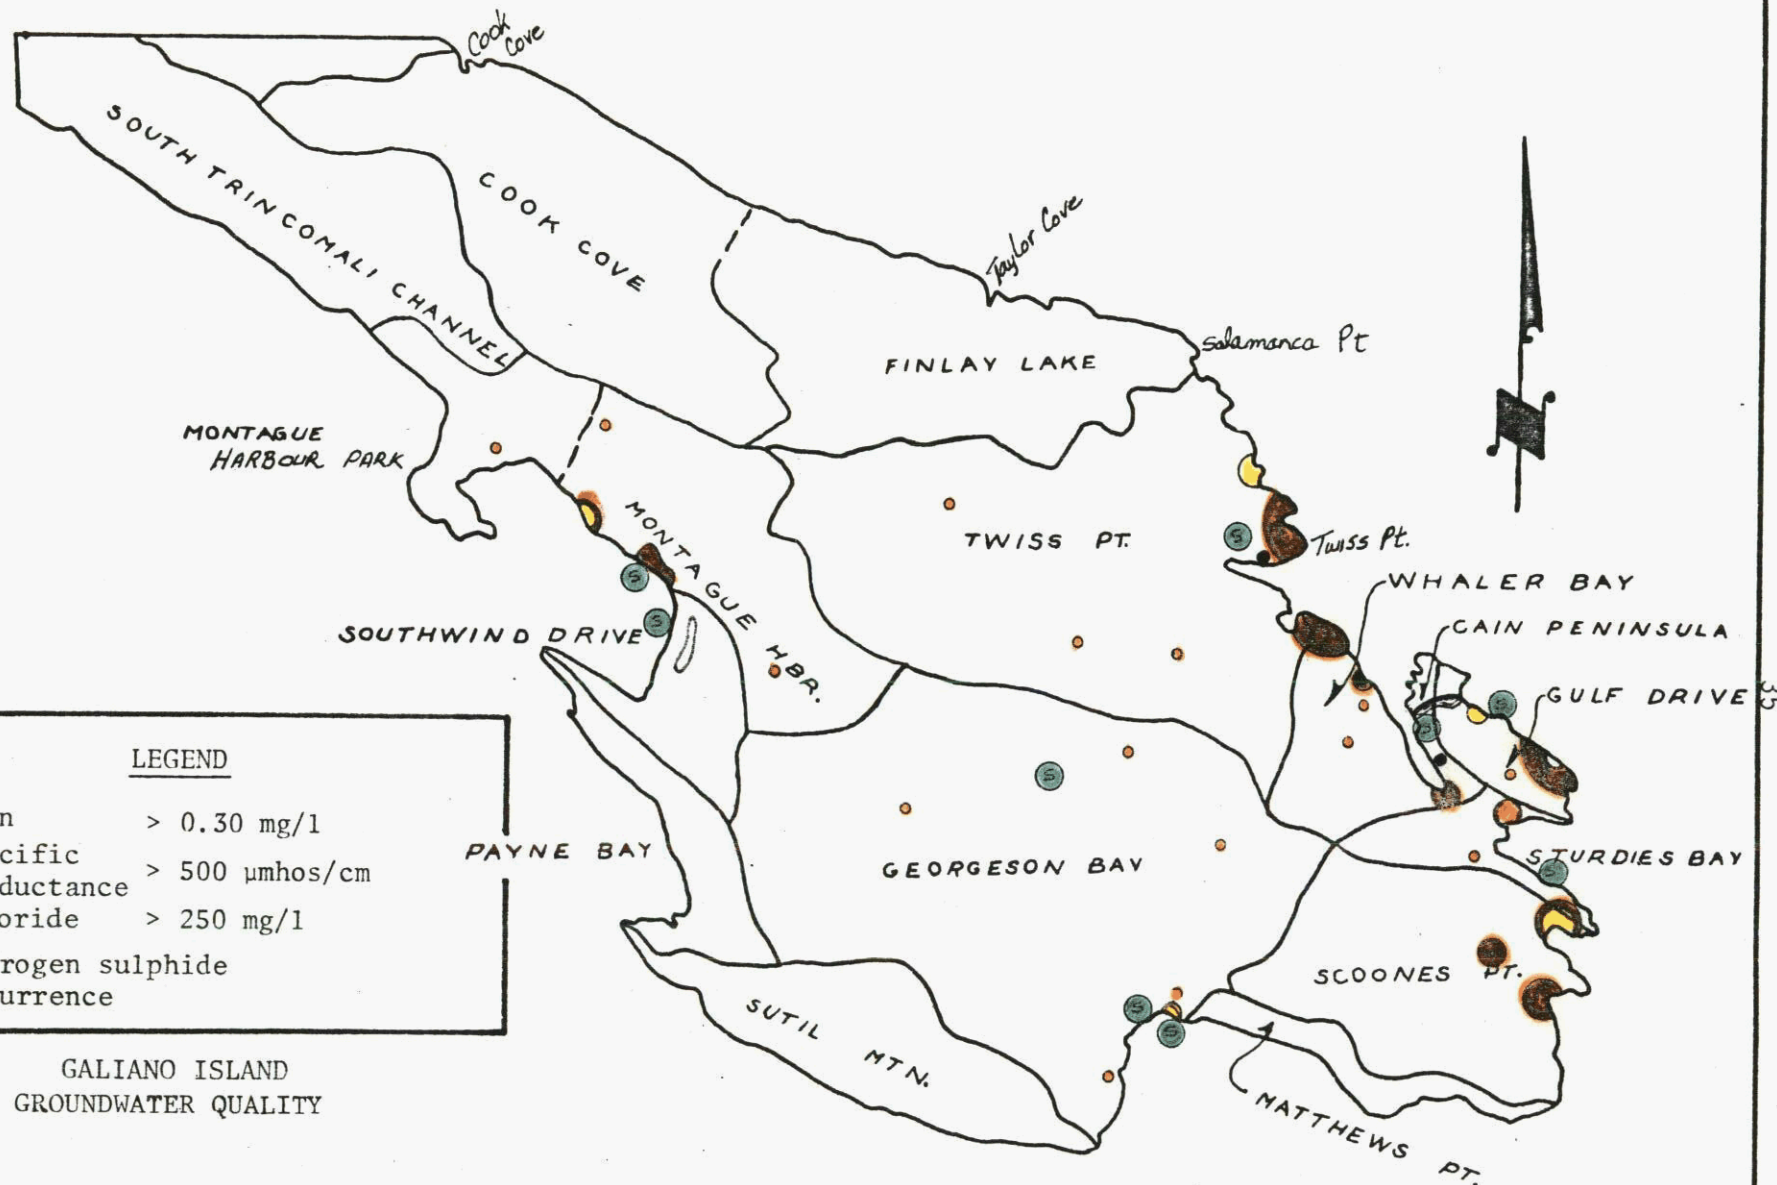 Cook
Cove
SOUTH TRINCOMALI CHANNEL
COOK COVE
Taylor Cove
Salamanca Pt
FINLAY LAKE
MONTAGUE
HARBOUR PARK
MONTAGUE HBR.
TWISS PT.
S
Twiss Pt.
WHALER BAY
CAIN PENINSULA
S
SOUTHWIND DRIVE
S
S
GULF DRIVE
S
35
LEGEND
n > 0.30 mg/l
cific
ductance > 500 µmhos/cm
oride > 250 mg/l
rogen sulphide
urrence
S
PAYNE BAY
GEORGESON BAY
STURDIES BAY
S
SCOONES PT.
SUTIL MTN.
S
S
MATTHEWS PT.
GALIANO ISLAND
GROUNDWATER QUALITY